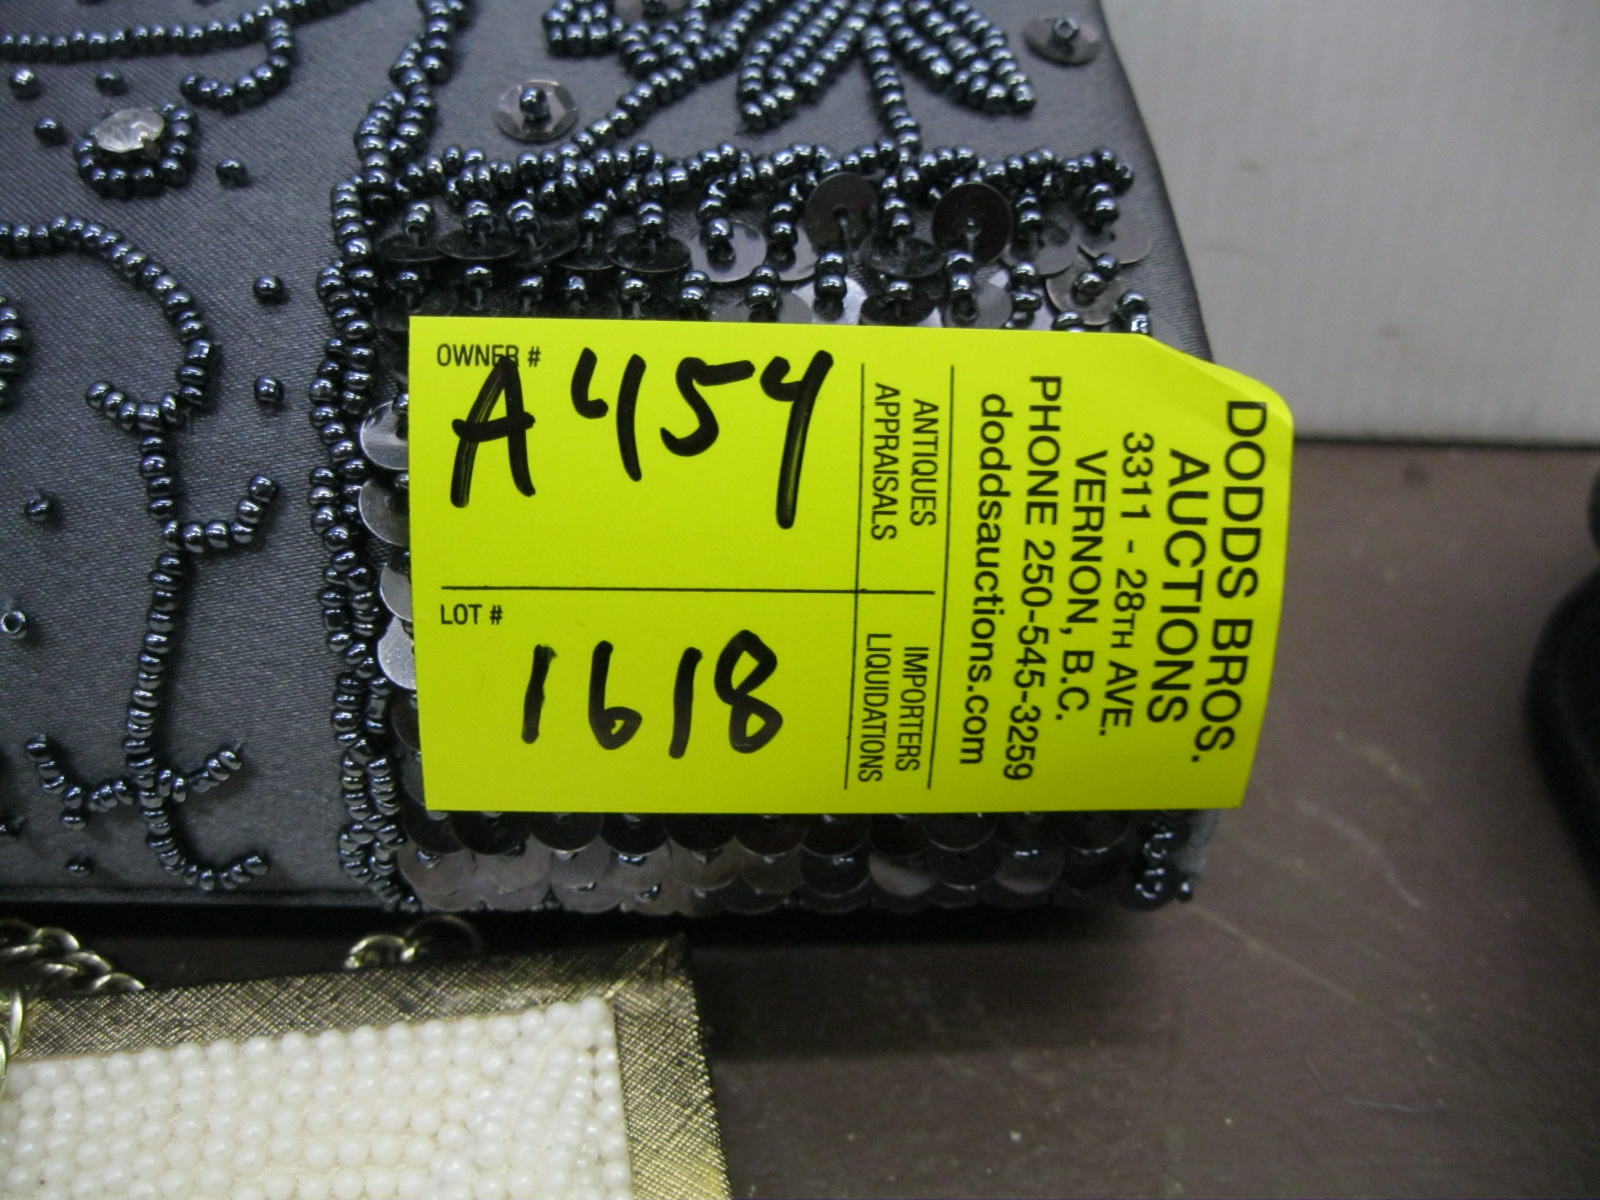 OWNER #
A454
LOT #
1618
ANTIQUES
APPRAISALS
IMPORTERS
LIQUIDATIONS
DODDS BROS.
AUCTIONS
3311 - 28TH AVE.
VERNON, B.C.
PHONE 250-545-3259
doddsauctions.com